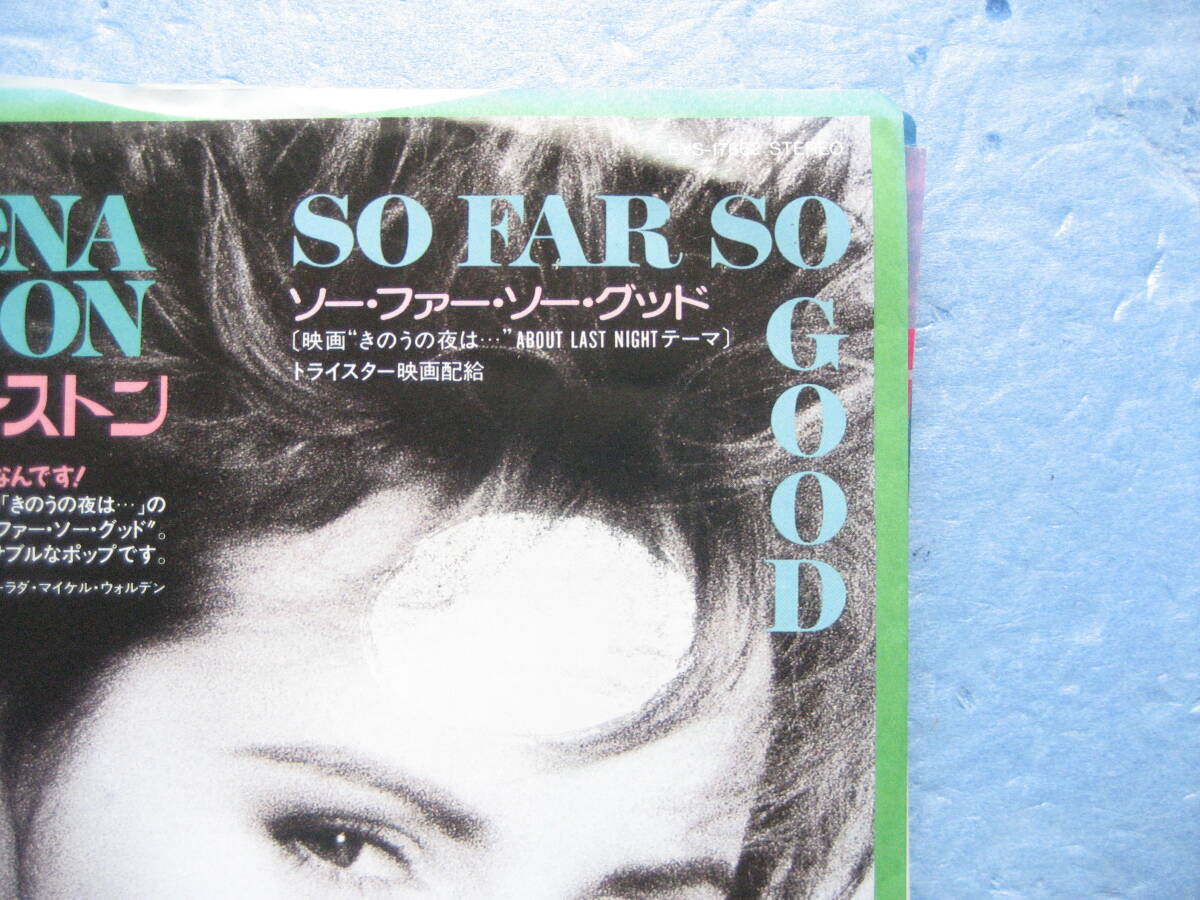 STEREO
ENA
ON
ーストン
SO FAR SO
GOOD
ソー・ファー・ソー・グッド
〔映画“きのうの夜は…”ABOUT LAST NIGHTテーマ〕
トライスター映画配給
なんです!
「きのうの夜は…」の
ファー・ソー・グッド”。
サブルなポップです。
ーラダ・マイケル・ウォルデン